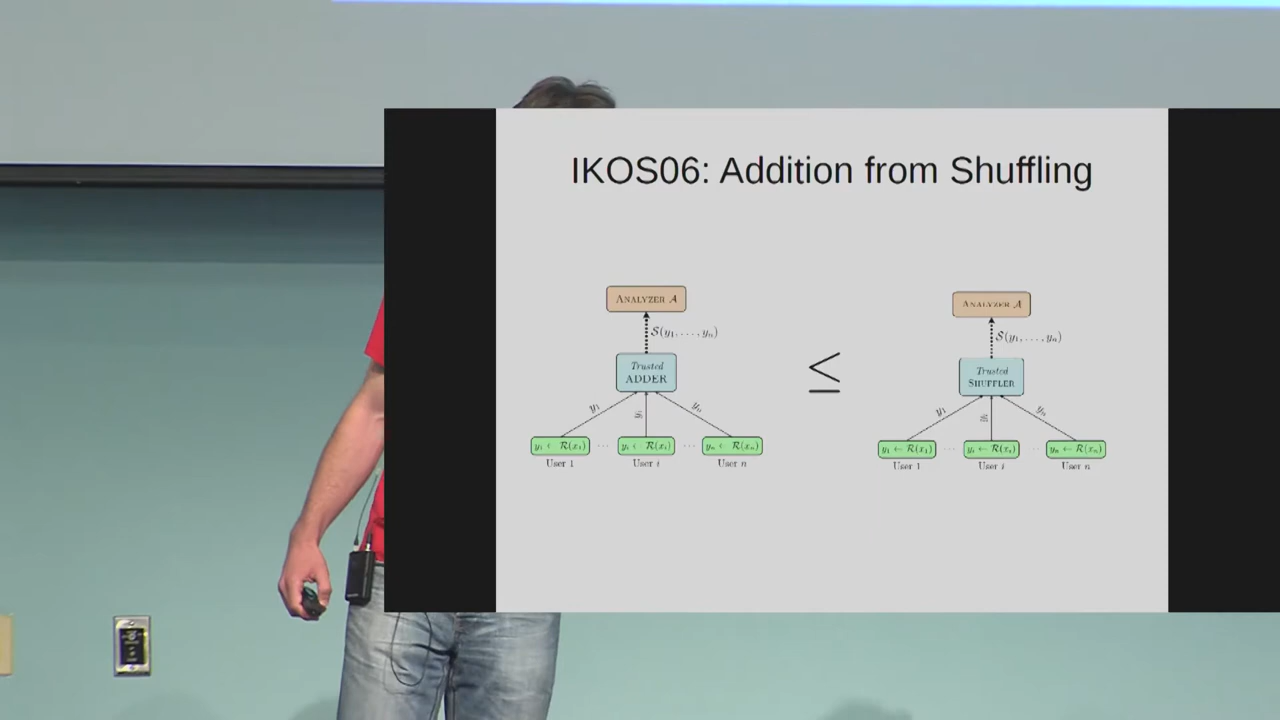 IKOS06: Addition from Shuffling
ANALYZER A
S(y1, . . . , yn)
Trusted
ADDER
y1
yi
yn
y1 ← R(x1)
···
yi ← R(xi)
···
yn ← R(xn)
User 1
User i
User n
≤
ANALYZER A
S(y1, . . . , yn)
Trusted
SHUFFLER
y1
yi
yn
y1 ← R(x1)
···
yi ← R(xi)
···
yn ← R(xn)
User 1
User i
User n